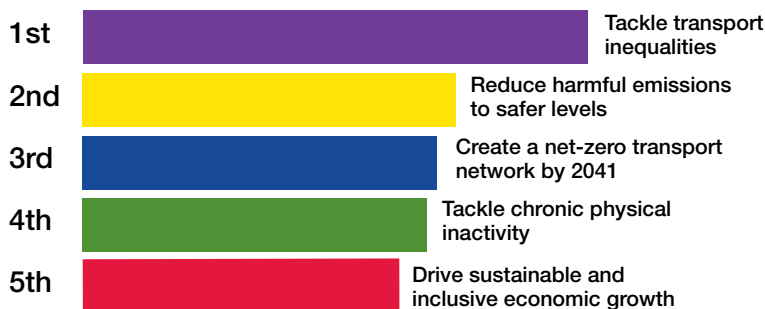 1st
Tackle transport
inequalities
2nd
Reduce harmful emissions
to safer levels
3rd
Create a net-zero transport
network by 2041
4th
Tackle chronic physical
inactivity
5th
Drive sustainable and
inclusive economic growth